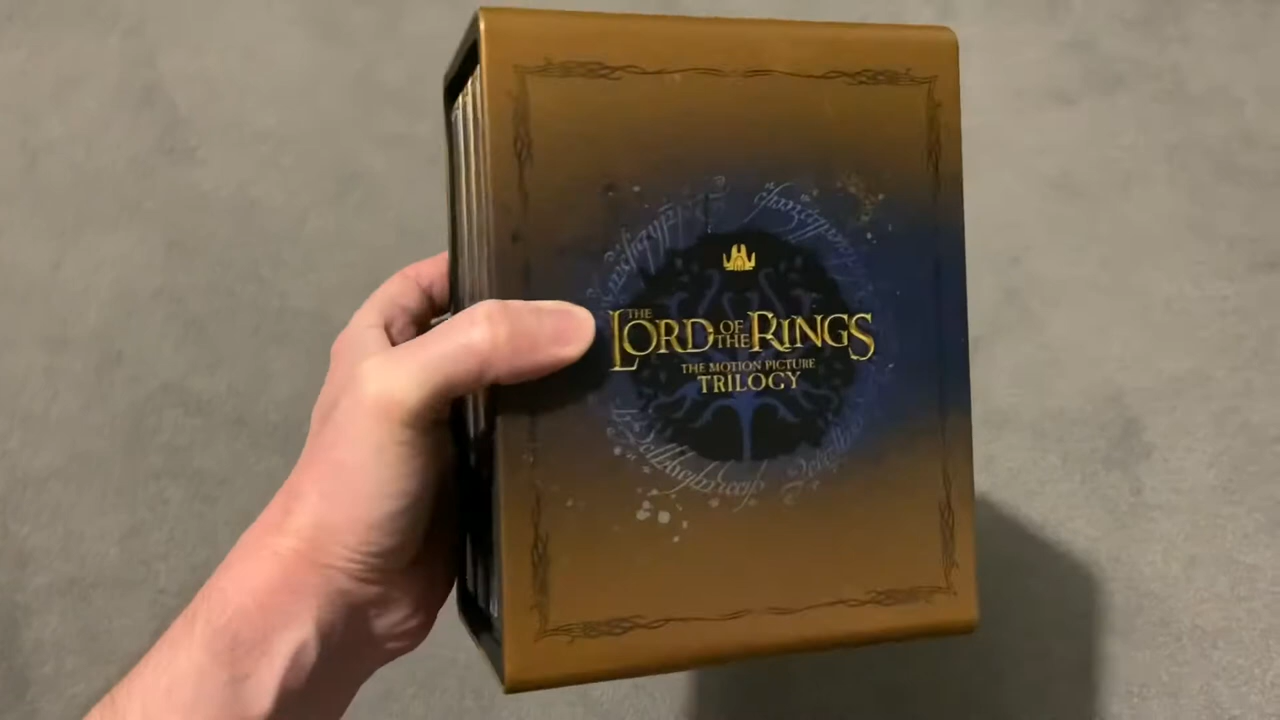 THE
LORD OF THE RINGS
THE MOTION PICTURE
TRILOGY